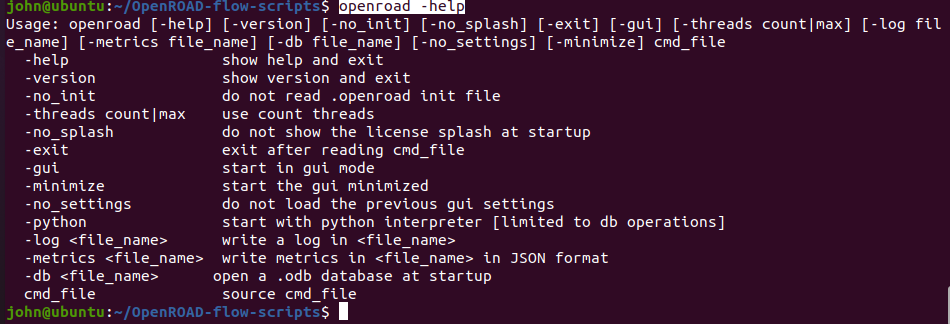 john@ubuntu:~/OpenROAD-flow-scripts$ openroad -help
Usage: openroad [-help] [-version] [-no_init] [-no_splash] [-exit] [-gui] [-threads count|max] [-log fil
e_name] [-metrics file_name] [-db file_name] [-no_settings] [-minimize] cmd_file
  -help                 show help and exit
  -version              show version and exit
  -no_init              do not read .openroad init file
  -threads count|max    use count threads
  -no_splash            do not show the license splash at startup
  -exit                 exit after reading cmd_file
  -gui                  start in gui mode
  -minimize             start the gui minimized
  -no_settings          do not load the previous gui settings
  -python               start with python interpreter [limited to db operations]
  -log <file_name>      write a log in <file_name>
  -metrics <file_name>  write metrics in <file_name> in JSON format
  -db <file_name>      open a .odb database at startup
  cmd_file              source cmd_file
john@ubuntu:~/OpenROAD-flow-scripts$